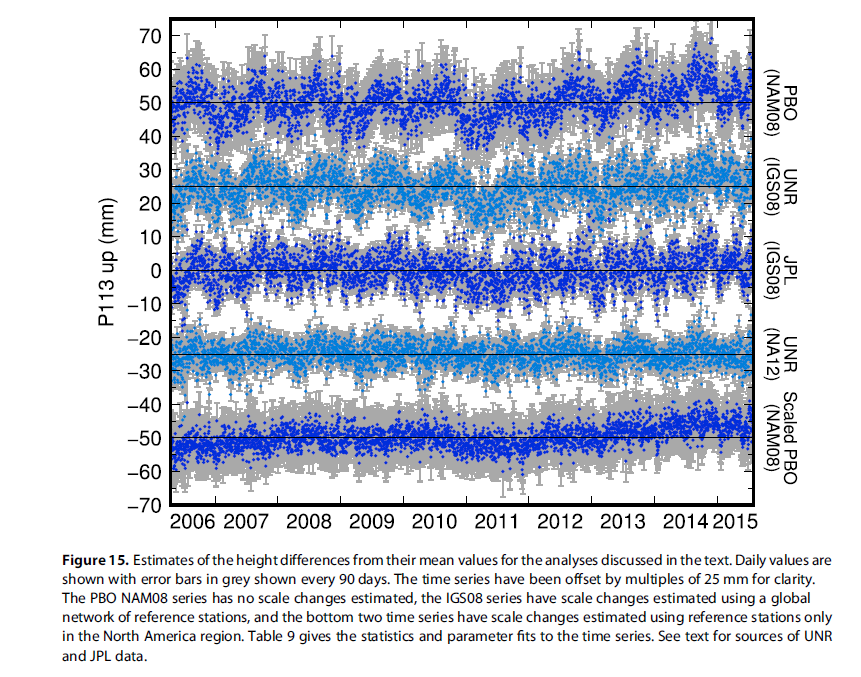 70
60
50
40
30
20
10
0
−10
−20
−30
−40
−50
−60
−70
P113 up (mm)
PBO
(NAM08)
UNR
(IGS08)
JPL
(IGS08)
UNR
(NA12)
Scaled PBO
(NAM08)
2006 2007 2008 2009 2010 2011 2012 2013 2014 2015
Figure 15. Estimates of the height differences from their mean values for the analyses discussed in the text. Daily values are
shown with error bars in grey shown every 90 days. The time series have been offset by multiples of 25 mm for clarity.
The PBO NAM08 series has no scale changes estimated, the IGS08 series have scale changes estimated using a global
network of reference stations, and the bottom two time series have scale changes estimated using reference stations only
in the North America region. Table 9 gives the statistics and parameter fits to the time series. See text for sources of UNR
and JPL data.